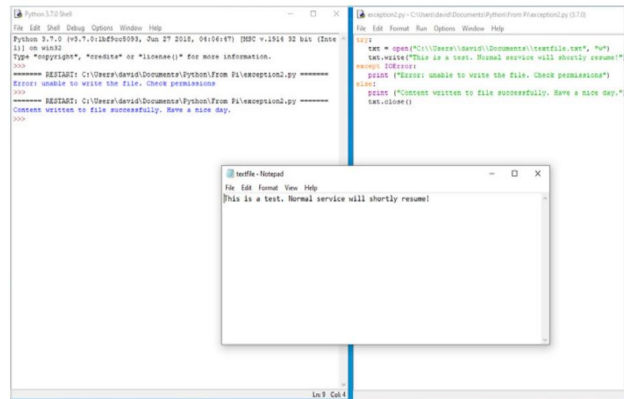 Python 3.7.0 Shell
File Edit Shell Debug Options Window Help
Python 3.7.0 (v3.7.0:1bf9cc5093, Jun 27 2018, 04:06:47) [MSC v.1914 32 bit (Inte
l)] on win32
Type "copyright", "credits" or "license()" for more information.
>>>
======= RESTART: C:\Users\david\Documents\Python\From Pi\exception2.py =======
Error: unable to write the file. Check permissions
>>>
======= RESTART: C:\Users\david\Documents\Python\From Pi\exception2.py =======
Content written to file successfully. Have a nice day.
>>>
Ln: 9 Col: 4
exception2.py - C:\Users\david\Documents\Python\From Pi\exception2.py (3.7.0)
File Edit Format Run Options Window Help
try:
txt = open("C:\\Users\\david\\Documents\\textfile.txt", "w")
txt.write("This is a test. Normal service will shortly resume!")
except IOError:
print ("Error: unable to write the file. Check permissions")
else:
print ("Content written to file successfully. Have a nice day.")
txt.close()
textfile - Notepad
File Edit Format View Help
This is a test. Normal service will shortly resume!